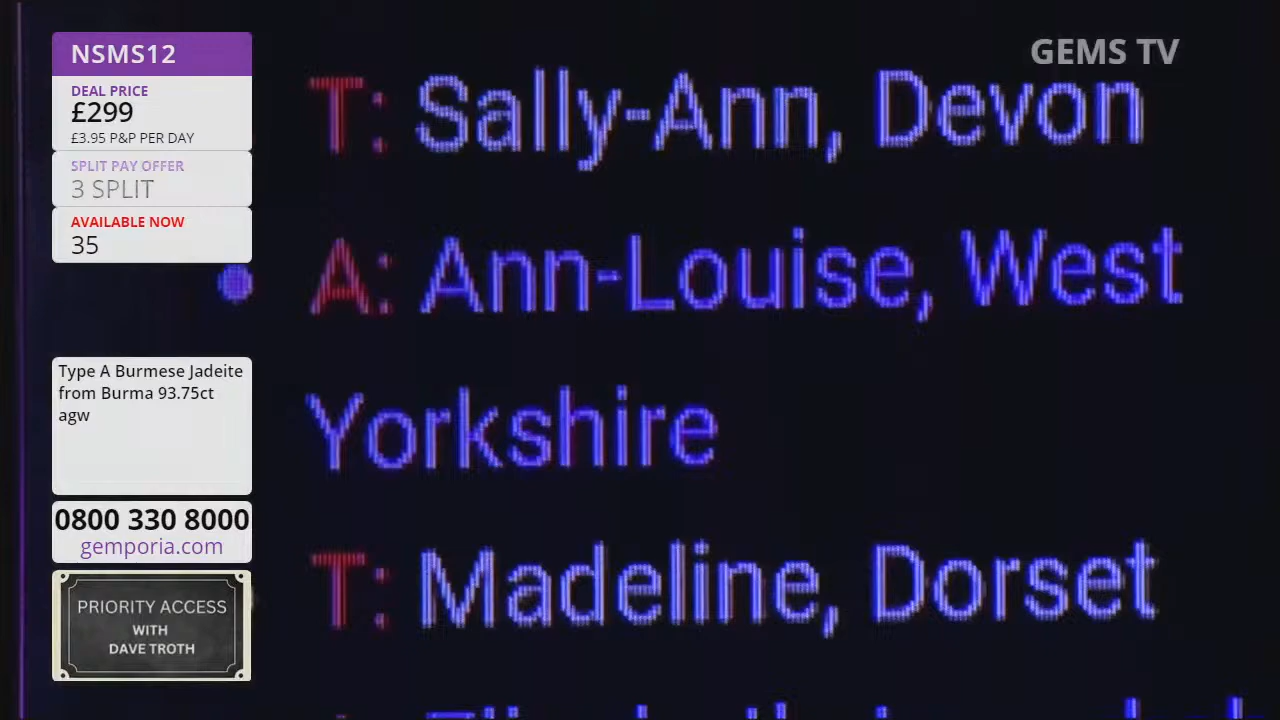 NSMS12
DEAL PRICE
£299
£3.95 P&P PER DAY
SPLIT PAY OFFER
3 SPLIT
AVAILABLE NOW
35
Type A Burmese Jadeite
from Burma 93.75ct
agw
0800 330 8000
gemporia.com
PRIORITY ACCESS
WITH
DAVE TROTH
GEMS TV
T: Sally-Ann, Devon
A: Ann-Louise, West
Yorkshire
T: Madeline, Dorset